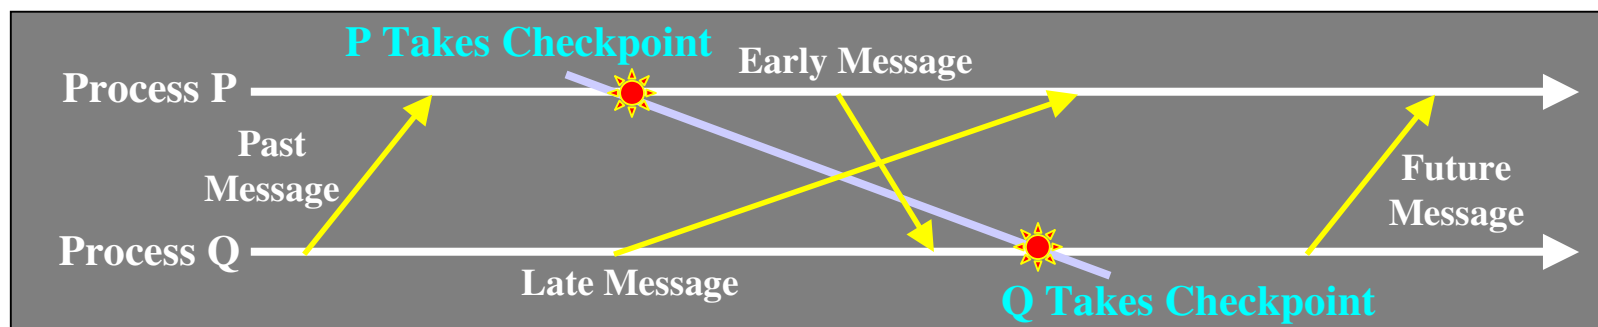 P Takes Checkpoint
Early Message
Process P
Past
Message
Future
Message
Process Q
Late Message
Q Takes Checkpoint